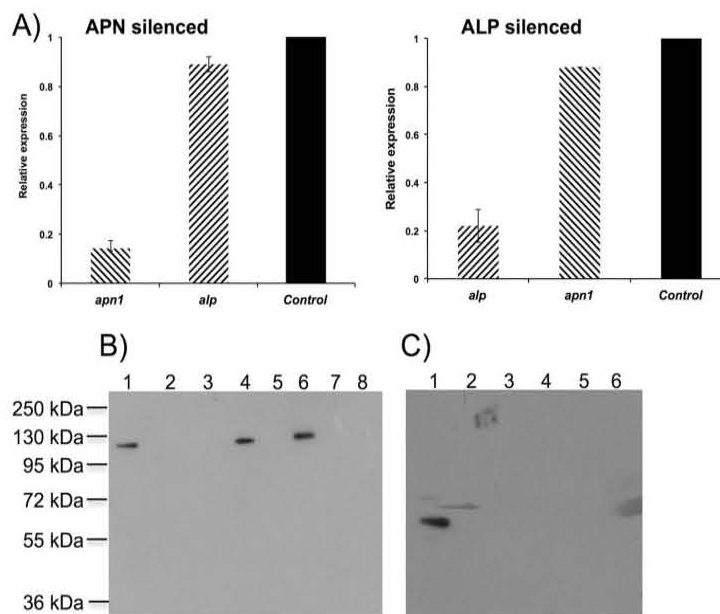 A)
APN silenced
Relative expression
1
0.8
0.6
0.4
0.2
0
apn1 alp Control
ALP silenced
Relative expression
1
0.8
0.6
0.4
0.2
0
alp apn1 Control
B)
1 2 3 4 5 6 7 8
250 kDa
130 kDa
95 kDa
72 kDa
55 kDa
36 kDa
C)
1 2 3 4 5 6